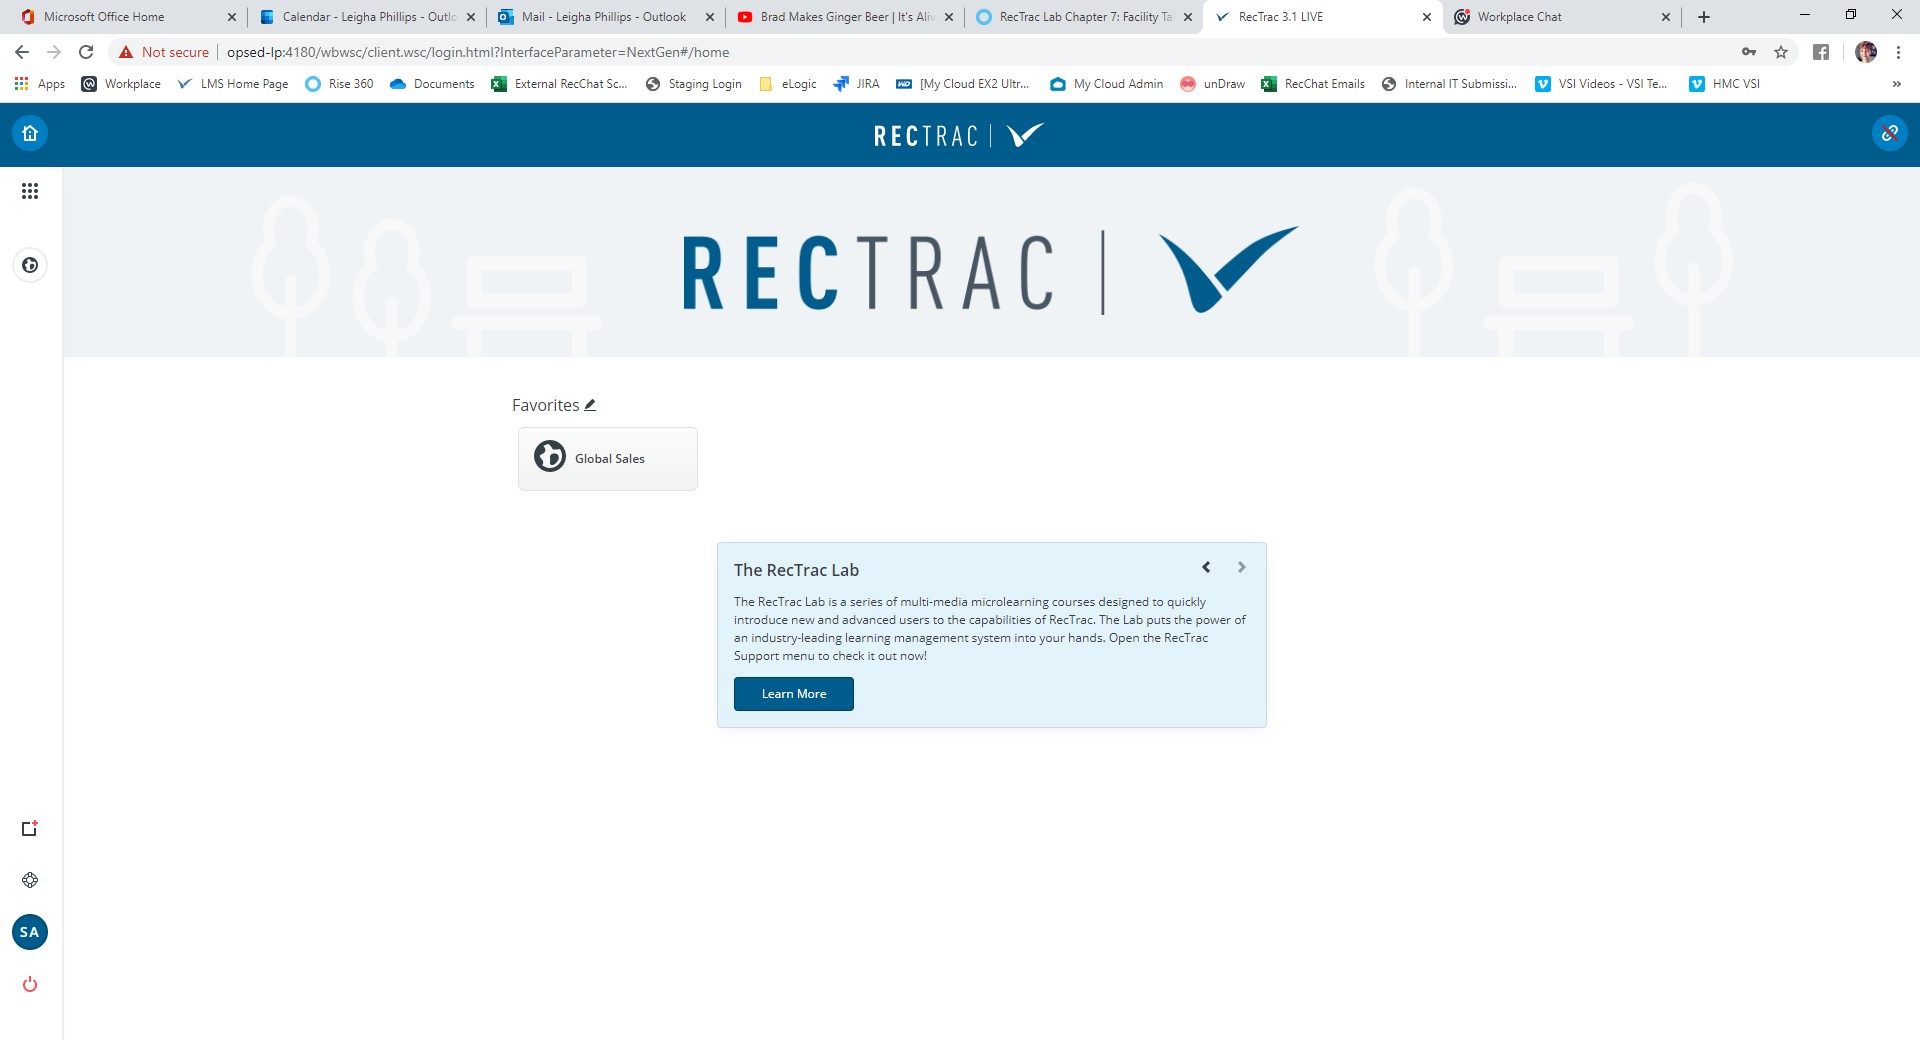 Microsoft Office Home
Calendar - Leigha Phillips - Outlo
Mail - Leigha Phillips - Outlook
Brad Makes Ginger Beer | It's Aliv
RecTrac Lab Chapter 7: Facility Ta
RecTrac 3.1 LIVE
Workplace Chat
Not secure
opsed-lp:4180/wbwsc/client.wsc/login.html?InterfaceParameter=NextGen#/home
Apps
Workplace
LMS Home Page
Rise 360
Documents
External RecChat Sc...
Staging Login
eLogic
JIRA
WD
[My Cloud EX2 Ultr...
My Cloud Admin
unDraw
RecChat Emails
Internal IT Submissi...
VSI Videos - VSI Te...
HMC VSI
»
RECTRAC
RECTRAC
Favorites
Global Sales
The RecTrac Lab
The RecTrac Lab is a series of multi-media microlearning courses designed to quickly
introduce new and advanced users to the capabilities of RecTrac. The Lab puts the power of
an industry-leading learning management system into your hands. Open the RecTrac
Support menu to check it out now!
Learn More
SA